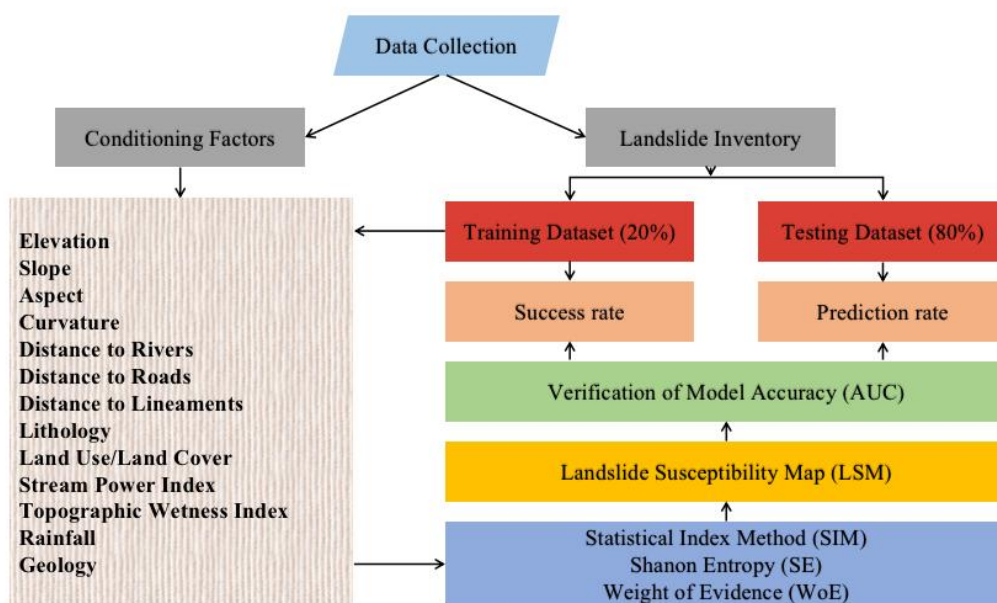 Data Collection
Conditioning Factors
Landslide Inventory
Elevation
Slope
Aspect
Curvature
Distance to Rivers
Distance to Roads
Distance to Lineaments
Lithology
Land Use/Land Cover
Stream Power Index
Topographic Wetness Index
Rainfall
Geology
Training Dataset (20%)
Testing Dataset (80%)
Success rate
Prediction rate
Verification of Model Accuracy (AUC)
Landslide Susceptibility Map (LSM)
Statistical Index Method (SIM)
Shanon Entropy (SE)
Weight of Evidence (WoE)